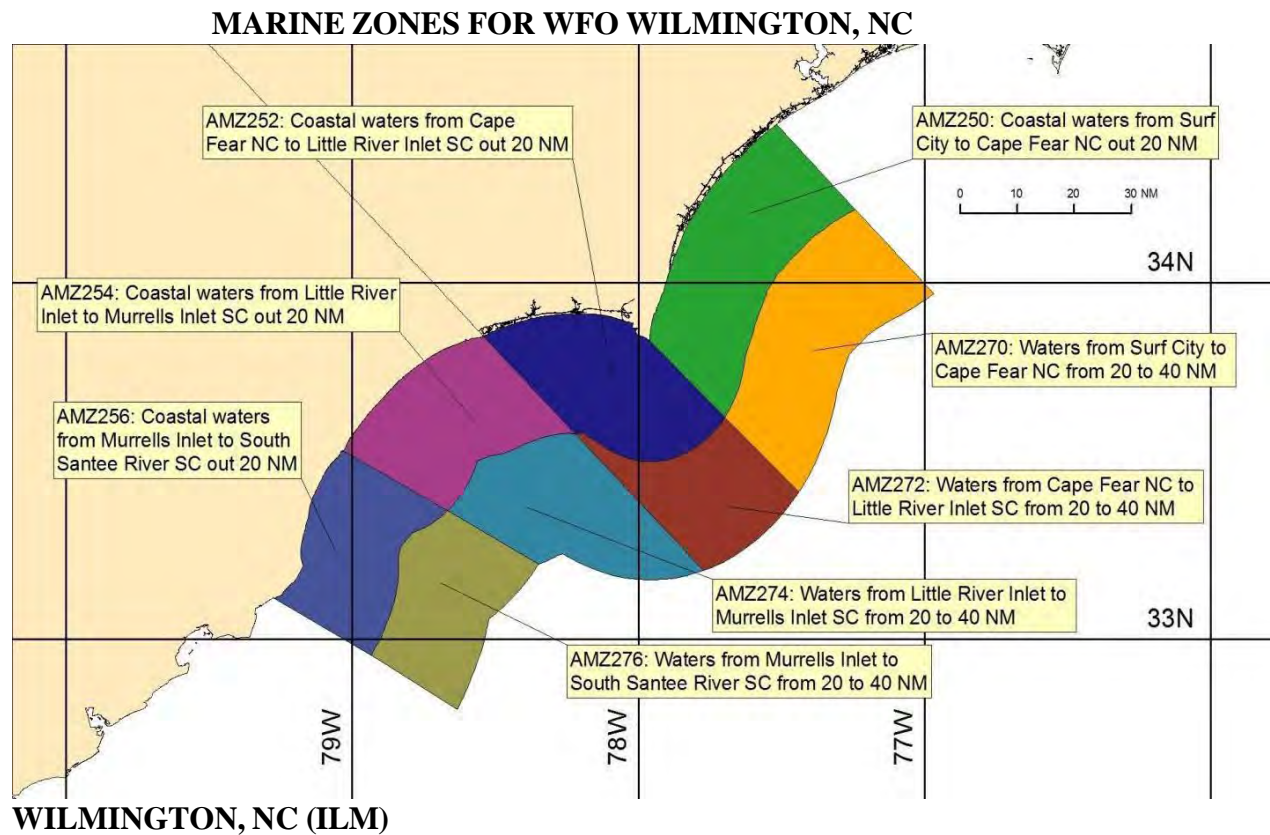 MARINE ZONES FOR WFO WILMINGTON, NC
AMZ252: Coastal waters from Cape
Fear NC to Little River Inlet SC out 20 NM
AMZ250: Coastal waters from Surf
City to Cape Fear NC out 20 NM
0 10 20 30 NM
34N
AMZ254: Coastal waters from Little River
Inlet to Murrells Inlet SC out 20 NM
AMZ270: Waters from Surf City to
Cape Fear NC from 20 to 40 NM
AMZ256: Coastal waters
from Murrells Inlet to South
Santee River SC out 20 NM
AMZ272: Waters from Cape Fear NC to
Little River Inlet SC from 20 to 40 NM
AMZ274: Waters from Little River Inlet to
Murrells Inlet SC from 20 to 40 NM
33N
AMZ276: Waters from Murrells Inlet to
South Santee River SC from 20 to 40 NM
79W
78W
77W
WILMINGTON, NC (ILM)